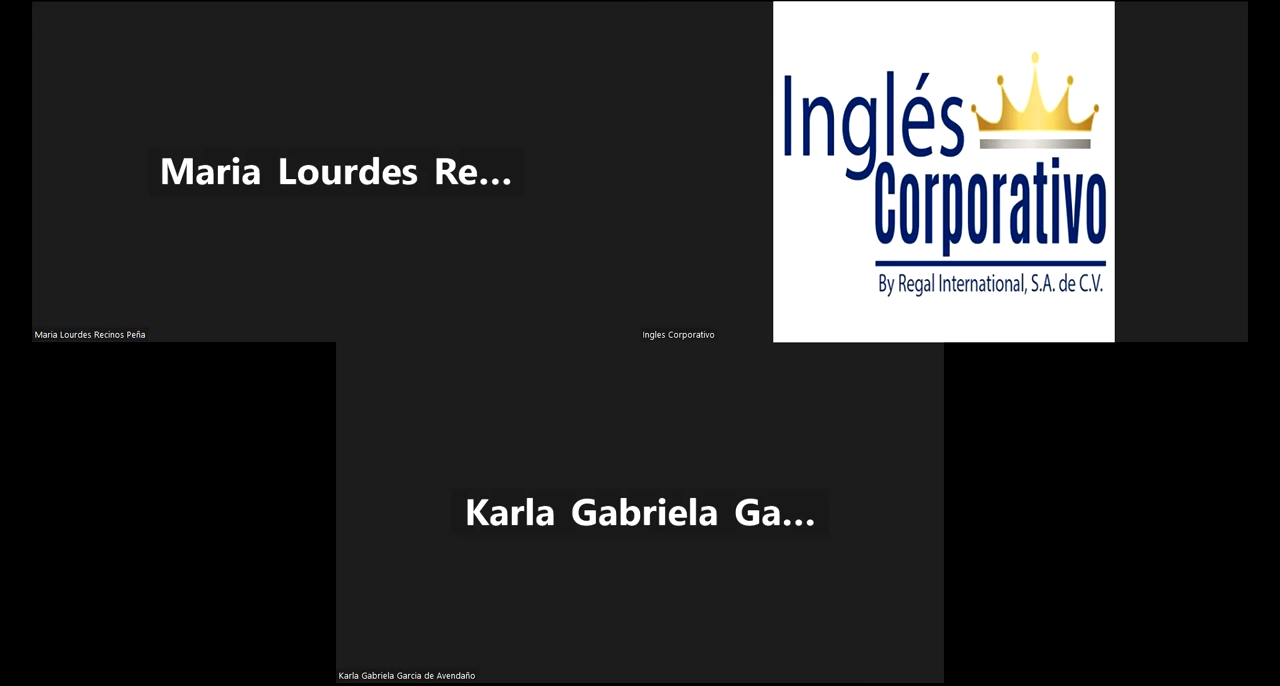 Maria Lourdes Re...
Maria Lourdes Recinos Peña
Inglés
Corporativo
By Regal International, S.A. de C.V.
Ingles Corporativo
Karla Gabriela Ga...
Karla Gabriela Garcia de Avendaño